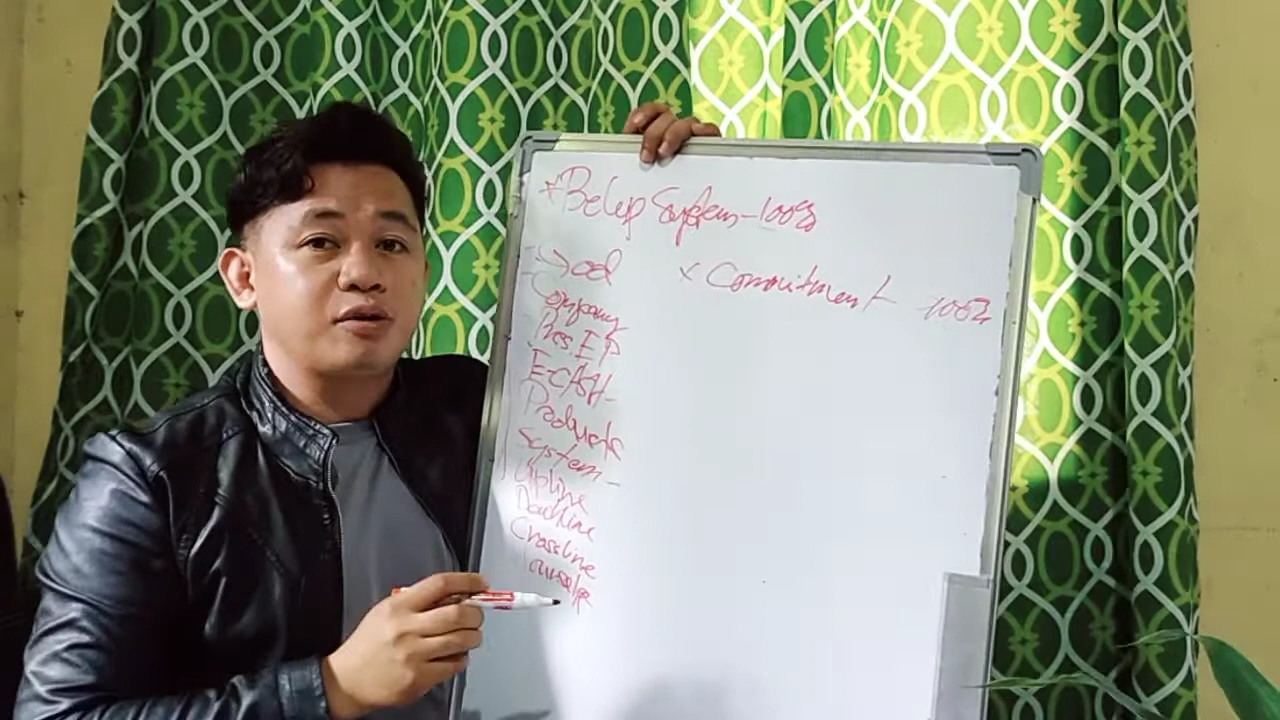 * Belief System - 100%
God
Company
Pres. EP
E-CASH
Products
System
Upline
Downline
Crossline
Yourself
x Commitment 100%